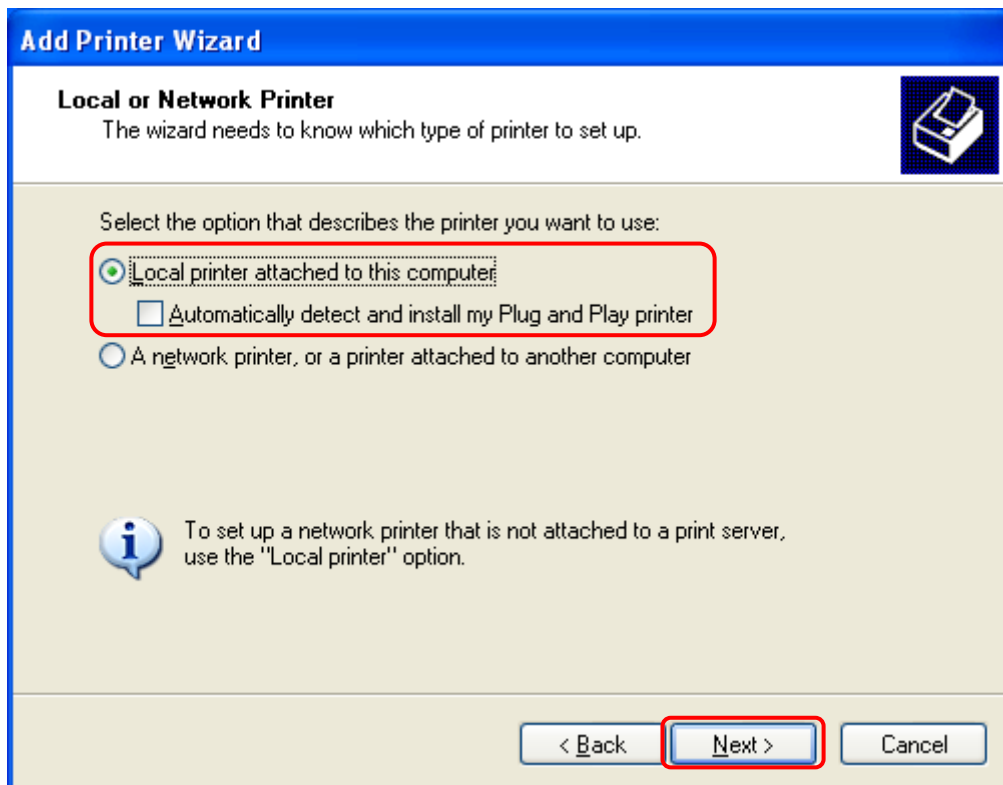 Add Printer Wizard
Local or Network Printer
The wizard needs to know which type of printer to set up.
Select the option that describes the printer you want to use:
Local printer attached to this computer
Automatically detect and install my Plug and Play printer
A network printer, or a printer attached to another computer
To set up a network printer that is not attached to a print server,
use the "Local printer" option.
< Back Next > Cancel